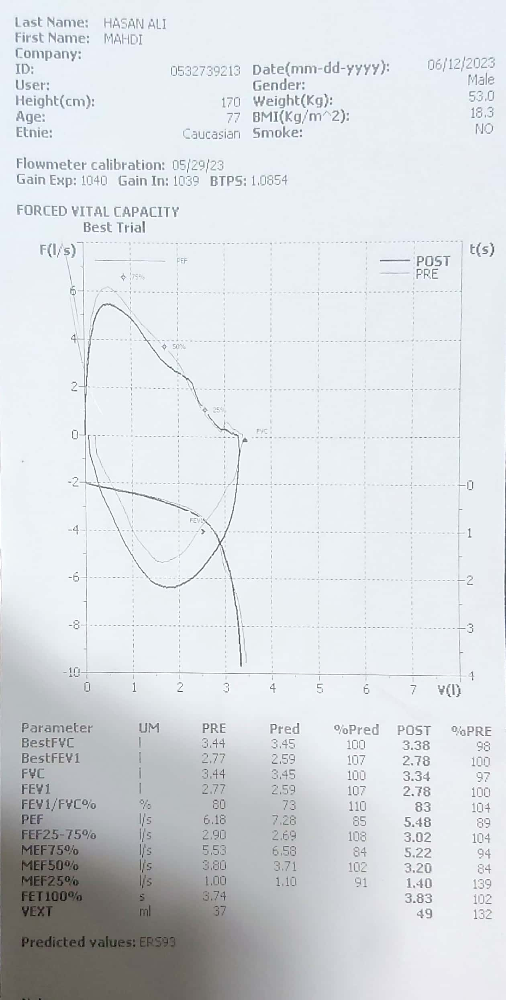 Last Name: HASAN ALI
First Name: MAHDI
Company:
ID: 0532739213 Date(mm-dd-yyyy): 06/12/2023
User: Gender: Male
Height(cm): 170 Weight(Kg): 53.0
Age: 77 BMI(Kg/m^2): 18.3
Etnie: Caucasian Smoke: NO
Flowmeter calibration: 05/29/23
Gain Exp: 1040 Gain In: 1039 BTPS: 1.0854
FORCED VITAL CAPACITY
Best Trial
F(l/s) t(s)
PEF POST
75% PRE
6
4
50%
2
25%
0 FVC
-2 0
FEV1
-4 1
-6 2
-8 3
-10 4
0 1 2 3 4 5 6 7 V(l)
Parameter UM PRE Pred %Pred POST %PRE
BestFVC l 3.44 3.45 100 3.38 98
BestFEV1 l 2.77 2.59 107 2.78 100
FVC l 3.44 3.45 100 3.34 97
FEV1 l 2.77 2.59 107 2.78 100
FEV1/FVC% % 80 73 110 83 104
PEF l/s 6.18 7.28 85 5.48 89
FEF25-75% l/s 2.90 2.69 108 3.02 104
MEF75% l/s 5.53 6.58 84 5.22 94
MEF50% l/s 3.80 3.71 102 3.20 84
MEF25% l/s 1.00 1.10 91 1.40 139
FET100% s 3.74 3.83 102
VEXT ml 37 49 132
Predicted values: ERS93